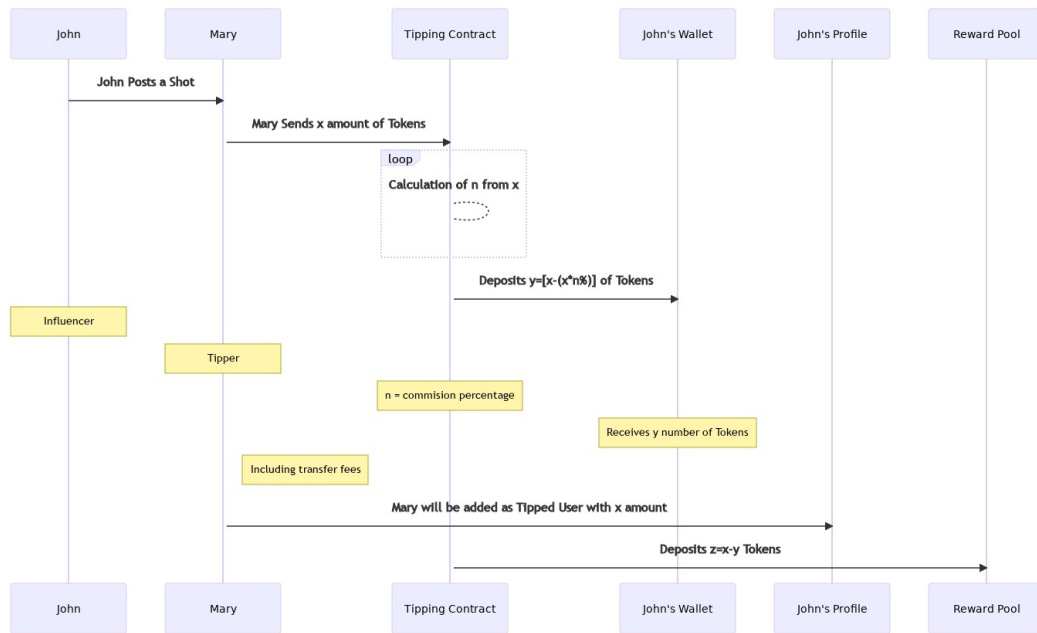 John
Mary
Tipping Contract
John's Wallet
John's Profile
Reward Pool
John Posts a Shot
Mary Sends x amount of Tokens
loop
Calculation of n from x
Deposits y=[x-(x*n%)] of Tokens
Influencer
Tipper
n = commision percentage
Receives y number of Tokens
Including transfer fees
Mary will be added as Tipped User with x amount
Deposits z=x-y Tokens
John
Mary
Tipping Contract
John's Wallet
John's Profile
Reward Pool